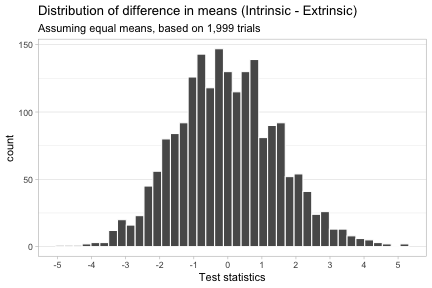 Distribution of difference in means (Intrinsic - Extrinsic)
Assuming equal means, based on 1,999 trials
150
100
50
0
count
-5 -4 -3 -2 -1 0 1 2 3 4 5
Test statistics